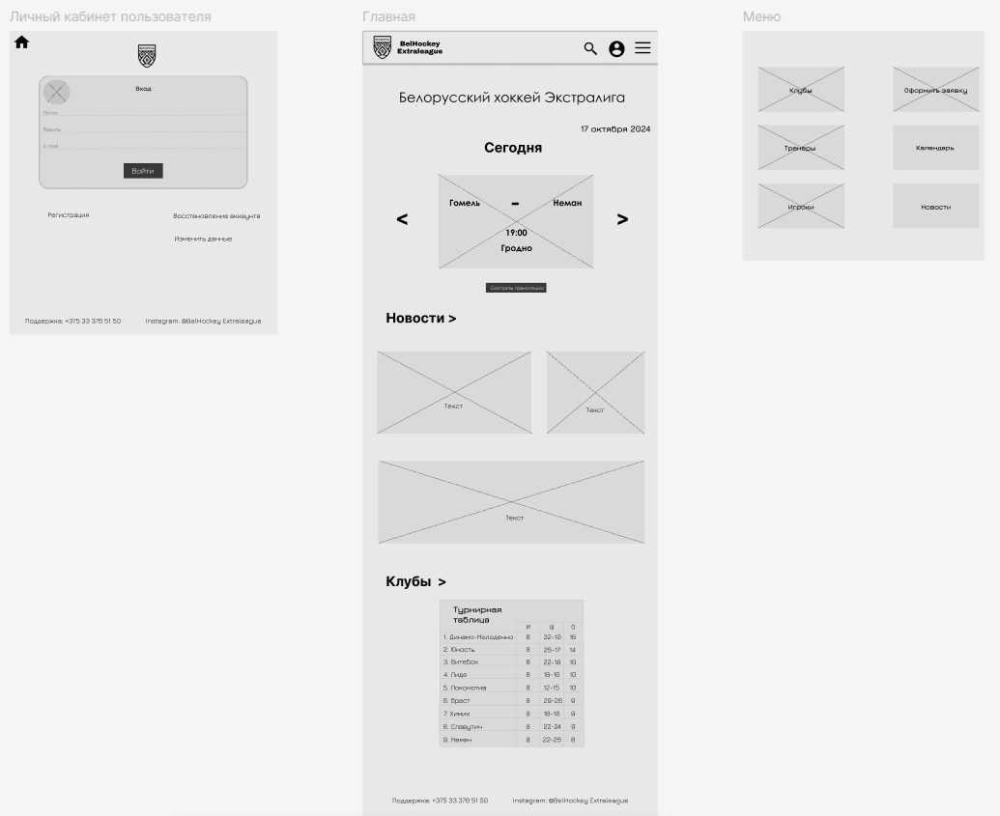 Личный кабинет пользователя
Вход
Логин
Пароль
E-mail
Войти
Регистрация
Восстановление аккаунта
Изменить данные
Поддержка: +375 33 376 51 50
Instagram: @BelHockey Extraleague
Главная
BelHockey
Extraleague
Белорусский хоккей Экстралига
17 октября 2024
Сегодня
<
Гомель
-
Неман
19:00
Гродно
>
Смотреть трансляцию
Новости >
Текст
Текст
Текст
Клубы >
Турнирная
таблица
И Ш О
1. Динамо-Молодечно 8 32-10 16
2. Юность 8 25-17 14
3. Витебск 8 22-18 10
4. Лида 8 18-16 10
5. Локомотив 8 12-15 10
6. Брест 8 29-26 9
7. Химик 8 18-18 9
8. Славутич 8 22-24 9
9. Неман 8 22-25 8
Поддержка: +375 33 376 51 50
Instagram: @BelHockey Extraleague
Меню
Клубы
Оформить заявку
Тренеры
Календарь
Игроки
Новости